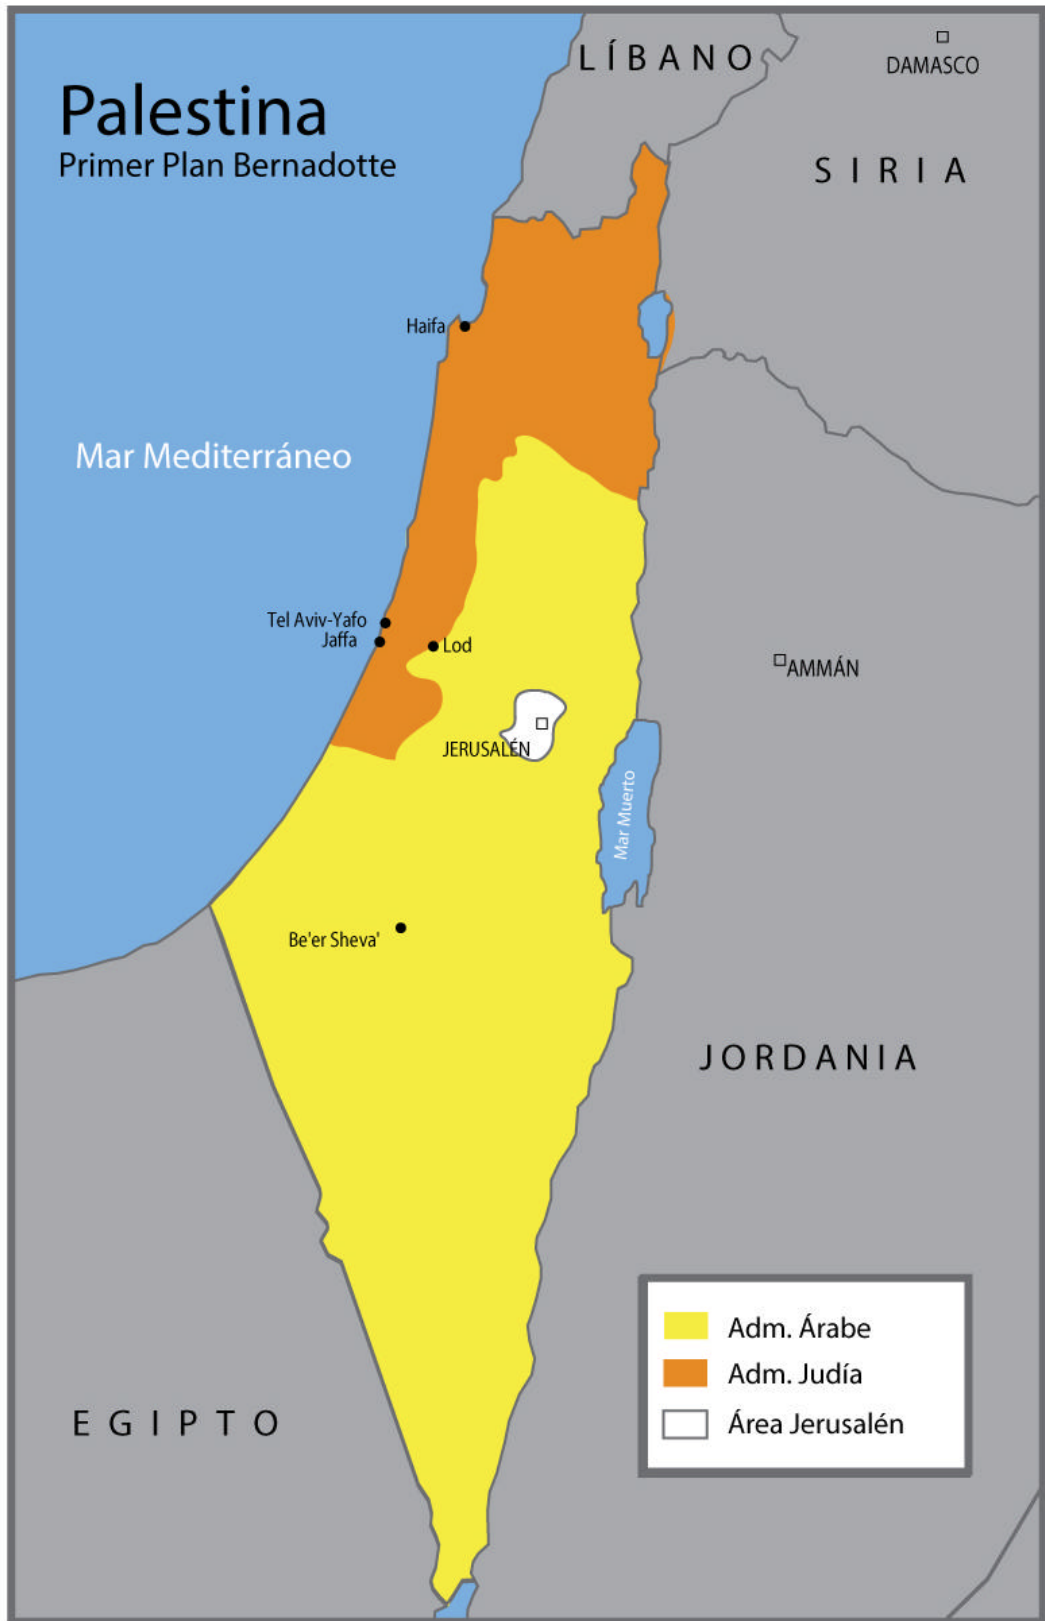 Palestina
Primer Plan Bernadotte
LÍBANO
DAMASCO
SIRIA
Haifa
Mar Mediterráneo
Tel Aviv-Yafo
Jaffa
Lod
AMMÁN
JERUSALÉN
Mar Muerto
Be'er Sheva'
JORDANIA
EGIPTO
Adm. Árabe
Adm. Judía
Área Jerusalén